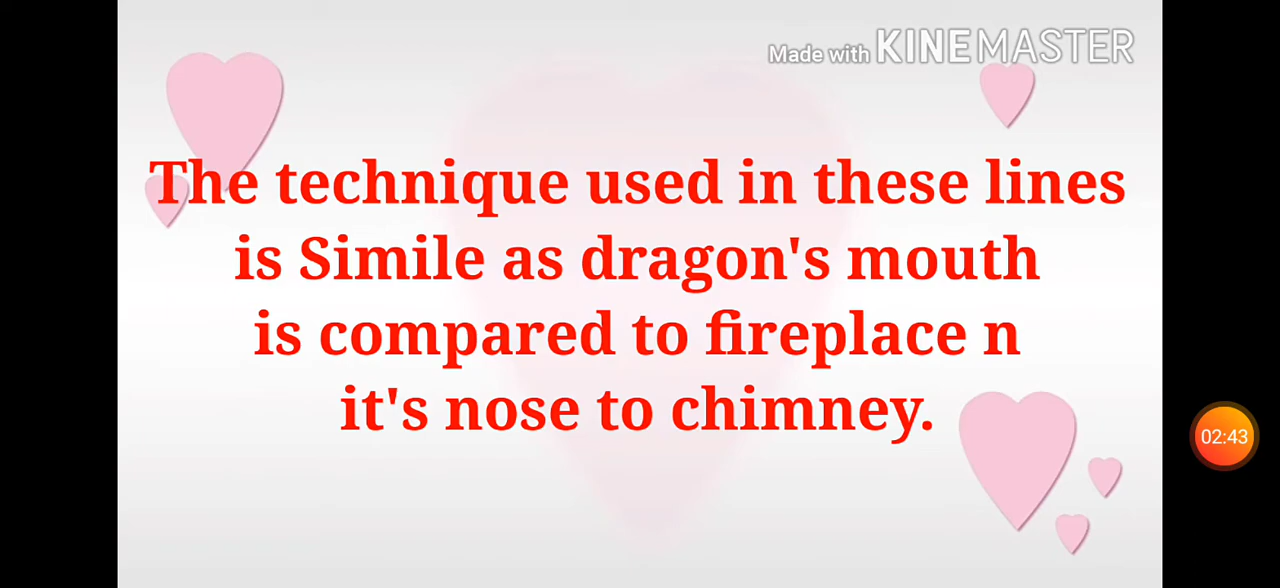 Made with KINEMASTER
The technique used in these lines
is Simile as dragon's mouth
is compared to fireplace n
it's nose to chimney.
02:43